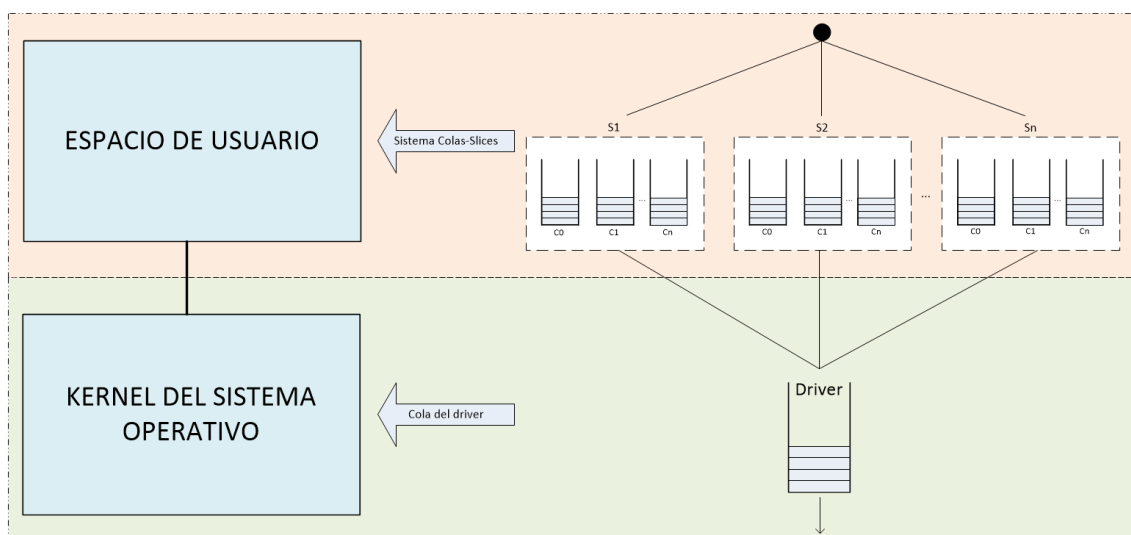 ESPACIO DE USUARIO
Sistema Colas-Slices
S1
S2
Sn
C0
C1
...
Cn
C0
C1
...
Cn
...
C0
C1
...
Cn
KERNEL DEL SISTEMA
OPERATIVO
Cola del driver
Driver